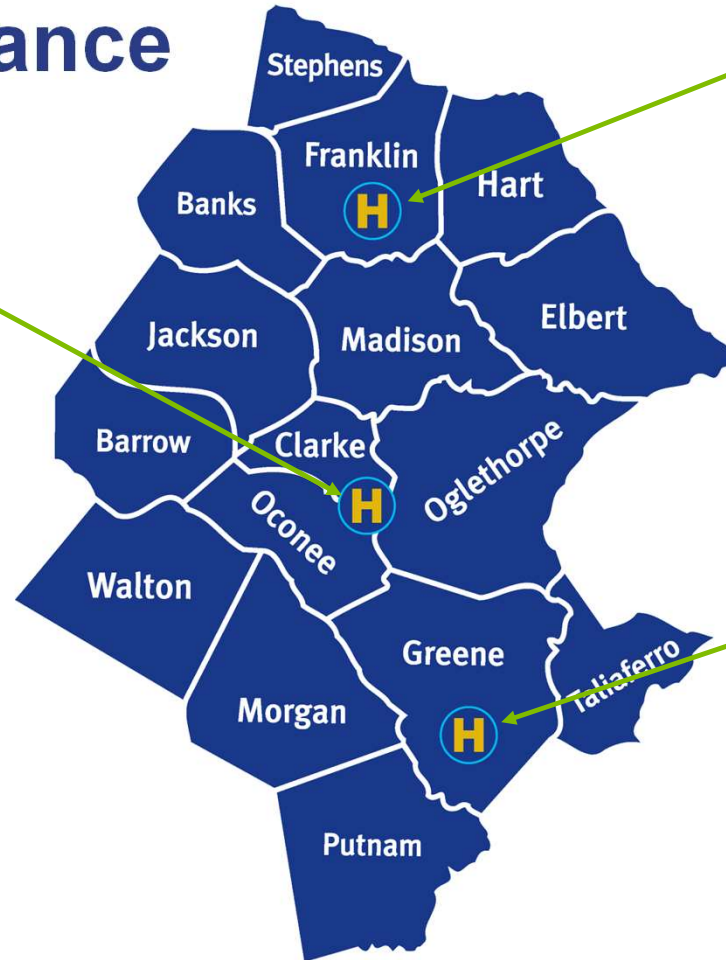 ance
Stephens
Franklin
H
Hart
Banks
Elbert
Jackson
Madison
Barrow
Clarke
Oglethorpe
H
Oconee
Walton
Greene
Taliaferro
Morgan
H
Putnam